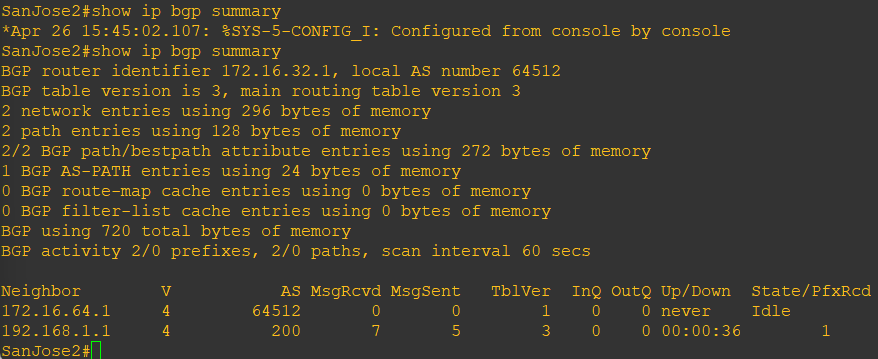 SanJose2#show ip bgp summary
*Apr 26 15:45:02.107: %SYS-5-CONFIG_I: Configured from console by console
SanJose2#show ip bgp summary
BGP router identifier 172.16.32.1, local AS number 64512
BGP table version is 3, main routing table version 3
2 network entries using 296 bytes of memory
2 path entries using 128 bytes of memory
2/2 BGP path/bestpath attribute entries using 272 bytes of memory
1 BGP AS-PATH entries using 24 bytes of memory
0 BGP route-map cache entries using 0 bytes of memory
0 BGP filter-list cache entries using 0 bytes of memory
BGP using 720 total bytes of memory
BGP activity 2/0 prefixes, 2/0 paths, scan interval 60 secs

Neighbor        V           AS MsgRcvd MsgSent   TblVer  InQ OutQ Up/Down  State/PfxRcd
172.16.64.1     4        64512       0       0        1    0    0 never    Idle
192.168.1.1     4          200       7       5        3    0    0 00:00:36        1
SanJose2#